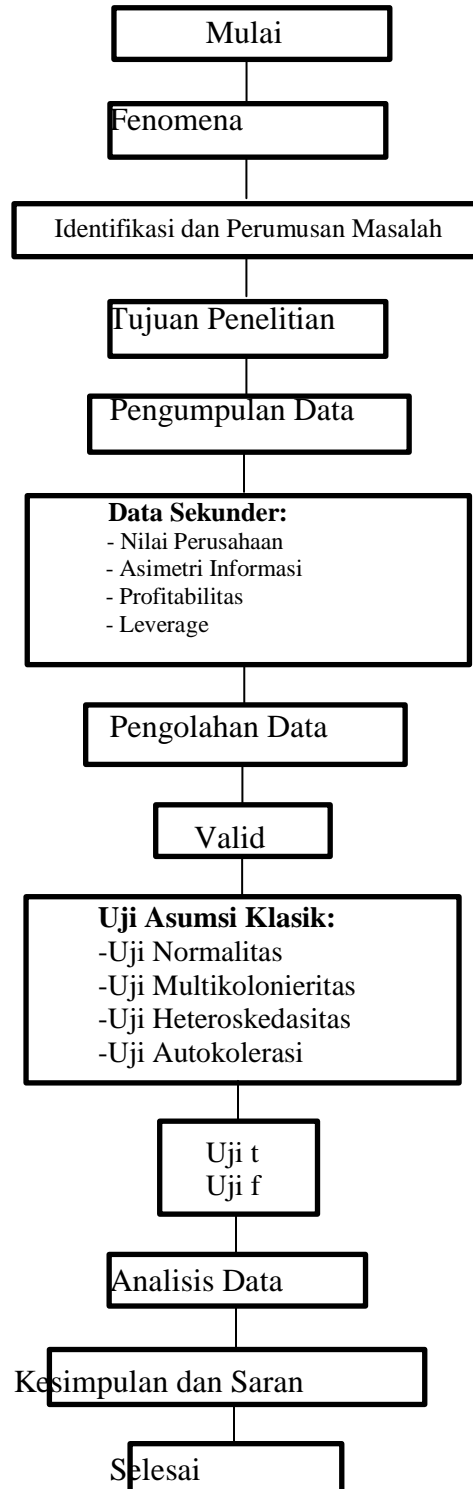 Mulai
Fenomena
Identifikasi dan Perumusan Masalah
Tujuan Penelitian
Pengumpulan Data
Data Sekunder:
- Nilai Perusahaan
- Asimetri Informasi
- Profitabilitas
- Leverage
Pengolahan Data
Valid
Uji Asumsi Klasik:
-Uji Normalitas
-Uji Multikolonieritas
-Uji Heteroskedasitas
-Uji Autokolerasi
Uji t
Uji f
Analisis Data
Kesimpulan dan Saran
Selesai